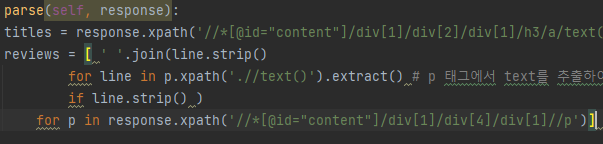 parse(self, response):
titles = response.xpath('//*[@id="content"]/div[1]/div[2]/div[1]/h3/a/text(
reviews = [ ' '.join(line.strip()
for line in p.xpath('.//text()').extract() # p 태그에서 text를 추출하여
if line.strip() )
for p in response.xpath('//*[@id="content"]/div[1]/div[4]/div[1]//p')]